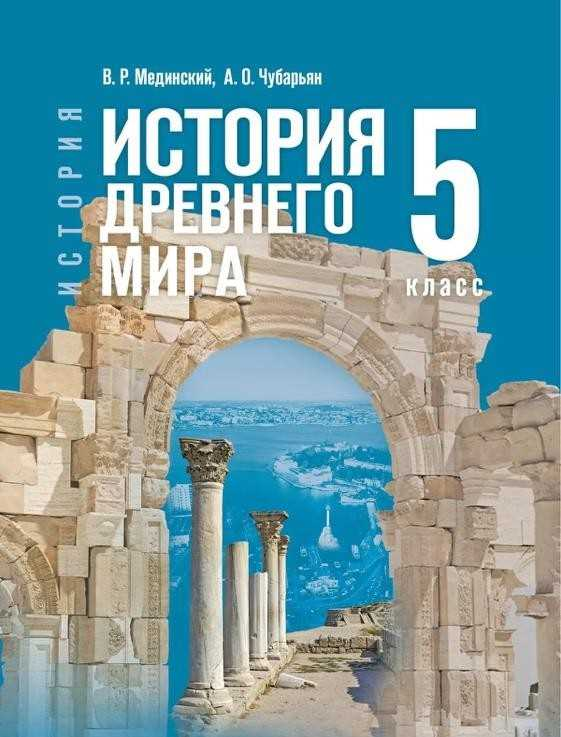 В. Р. Мединский, А. О. Чубарьян
ИСТОРИЯ
ИСТОРИЯ
ДРЕВНЕГО
МИРА
5
класс